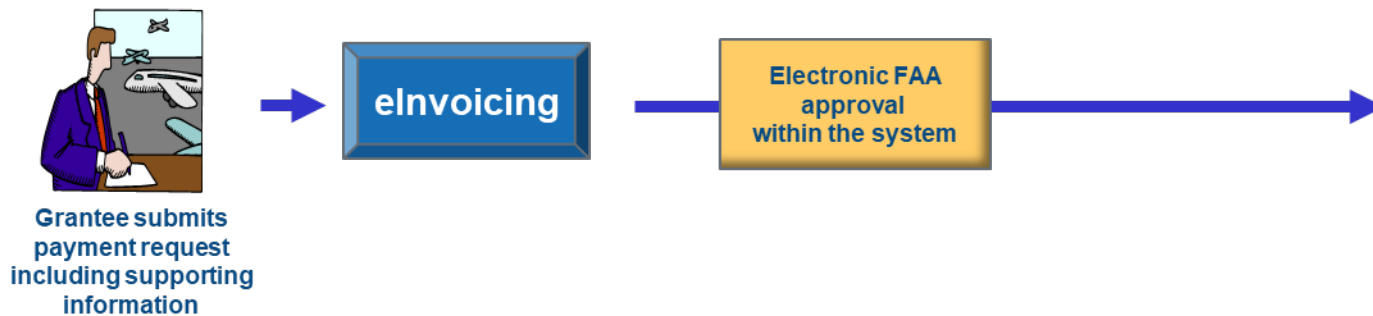 Grantee submits
payment request
including supporting
information
eInvoicing
Electronic FAA
approval
within the system